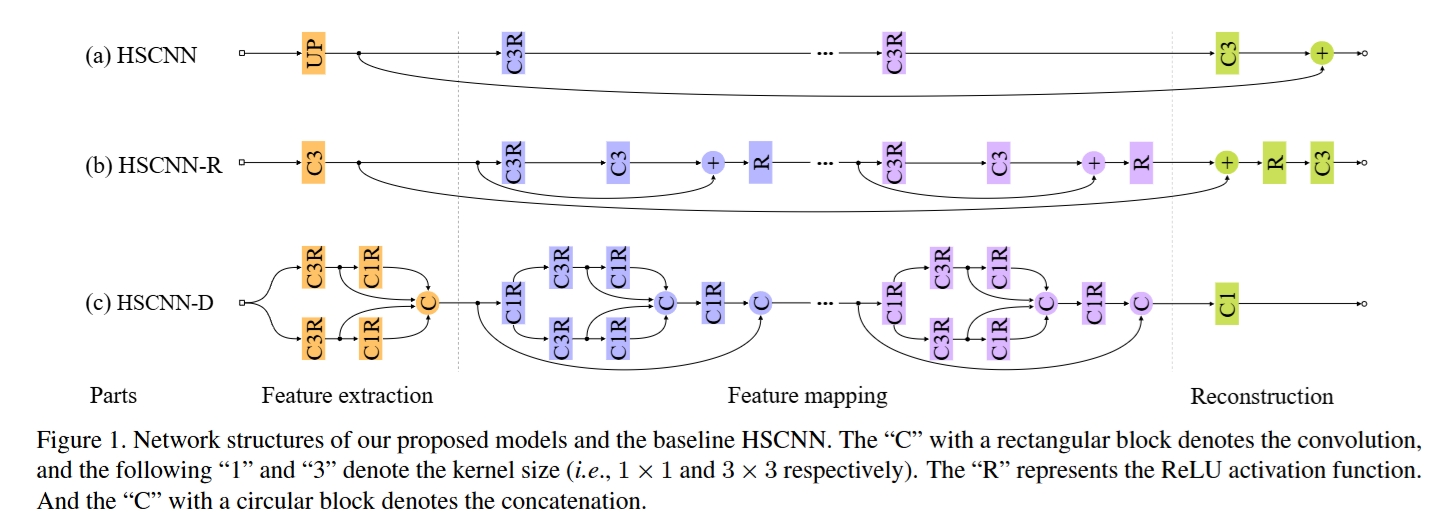 (a) HSCNN UP C3R ... C3R C3 +
(b) HSCNN-R C3 C3R C3 + R ... C3R C3 + R + R C3
C3R C1R C3R C1R C3R C1R
(c) HSCNN-D C C1R C C1R C ... C1R C C1R C C1
C3R C1R C3R C1R C3R C1R
Parts Feature extraction Feature mapping Reconstruction
Figure 1. Network structures of our proposed models and the baseline HSCNN. The “C” with a rectangular block denotes the convolution,
and the following “1” and “3” denote the kernel size (i.e., 1 × 1 and 3 × 3 respectively). The “R” represents the ReLU activation function.
And the “C” with a circular block denotes the concatenation.